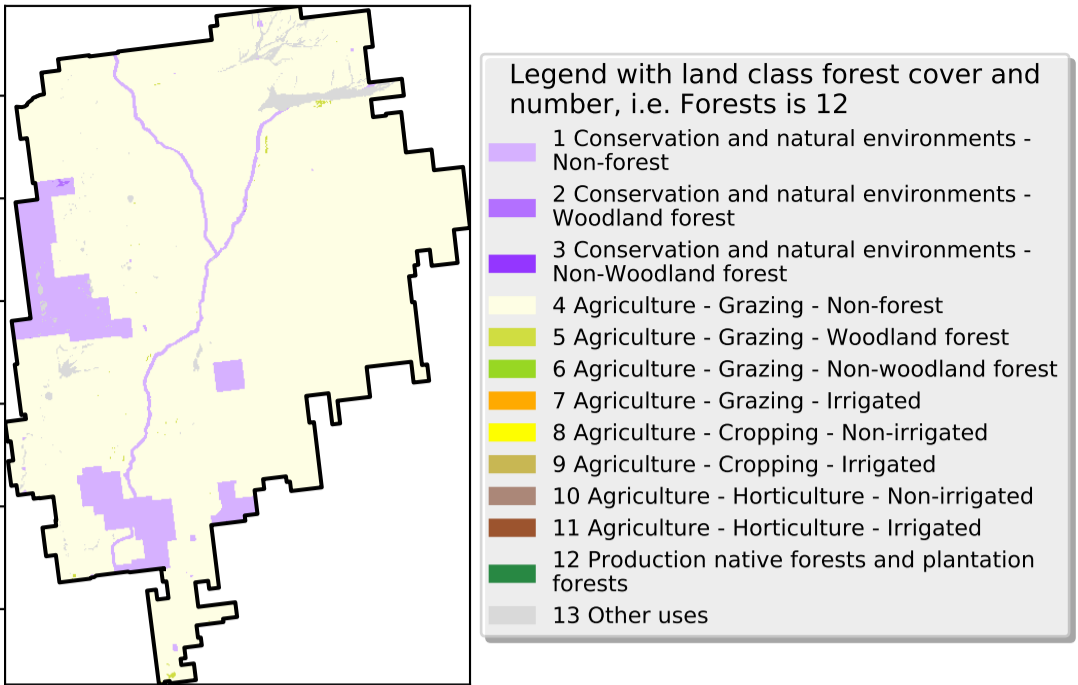 Legend with land class forest cover and
number, i.e. Forests is 12
1 Conservation and natural environments -
Non-forest
2 Conservation and natural environments -
Woodland forest
3 Conservation and natural environments -
Non-Woodland forest
4 Agriculture - Grazing - Non-forest
5 Agriculture - Grazing - Woodland forest
6 Agriculture - Grazing - Non-woodland forest
7 Agriculture - Grazing - Irrigated
8 Agriculture - Cropping - Non-irrigated
9 Agriculture - Cropping - Irrigated
10 Agriculture - Horticulture - Non-irrigated
11 Agriculture - Horticulture - Irrigated
12 Production native forests and plantation
forests
13 Other uses